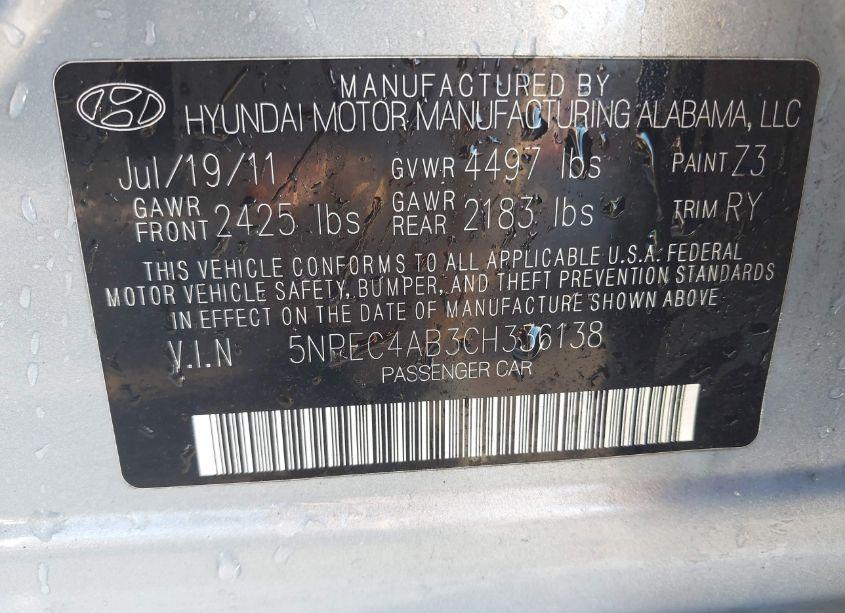 MANUFACTURED BY
HYUNDAI MOTOR MANUFACTURING ALABAMA, LLC
Jul/19/11 GVWR 4497 lbs PAINT Z3
GAWR FRONT 2425 lbs GAWR REAR 2183 lbs TRIM RY
THIS VEHICLE CONFORMS TO ALL APPLICABLE U.S.A. FEDERAL
MOTOR VEHICLE SAFETY, BUMPER, AND THEFT PREVENTION STANDARDS
IN EFFECT ON THE DATE OF MANUFACTURE SHOWN ABOVE
V.I.N 5NPEC4AB3CH336138
PASSENGER CAR